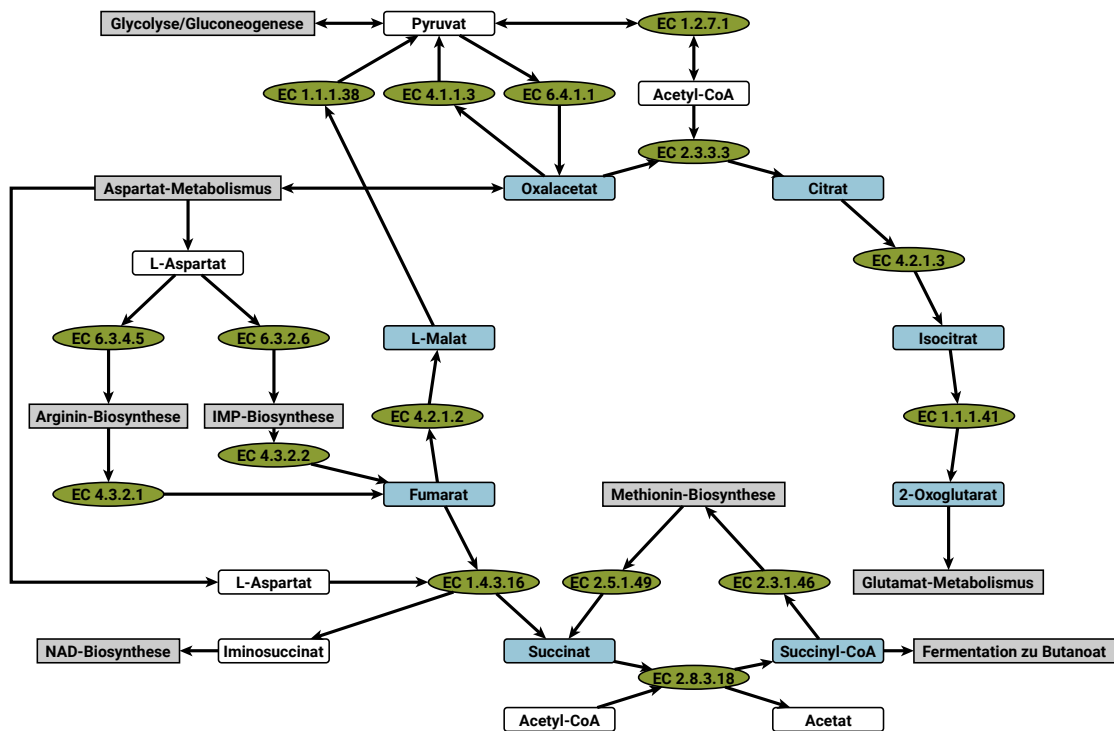 Glycolyse/Gluconeogenese
Pyruvat
EC 1.2.7.1
EC 1.1.1.38
EC 4.1.1.3
EC 6.4.1.1
Acetyl-CoA
EC 2.3.3.3
Aspartat-Metabolismus
Oxalacetat
Citrat
L-Aspartat
EC 4.2.1.3
EC 6.3.4.5
EC 6.3.2.6
L-Malat
Isocitrat
Arginin-Biosynthese
IMP-Biosynthese
EC 4.2.1.2
EC 1.1.1.41
EC 4.3.2.2
EC 4.3.2.1
Fumarat
Methionin-Biosynthese
2-Oxoglutarat
L-Aspartat
EC 1.4.3.16
EC 2.5.1.49
EC 2.3.1.46
Glutamat-Metabolismus
NAD-Biosynthese
Iminosuccinat
Succinat
Succinyl-CoA
Fermentation zu Butanoat
EC 2.8.3.18
Acetyl-CoA
Acetat